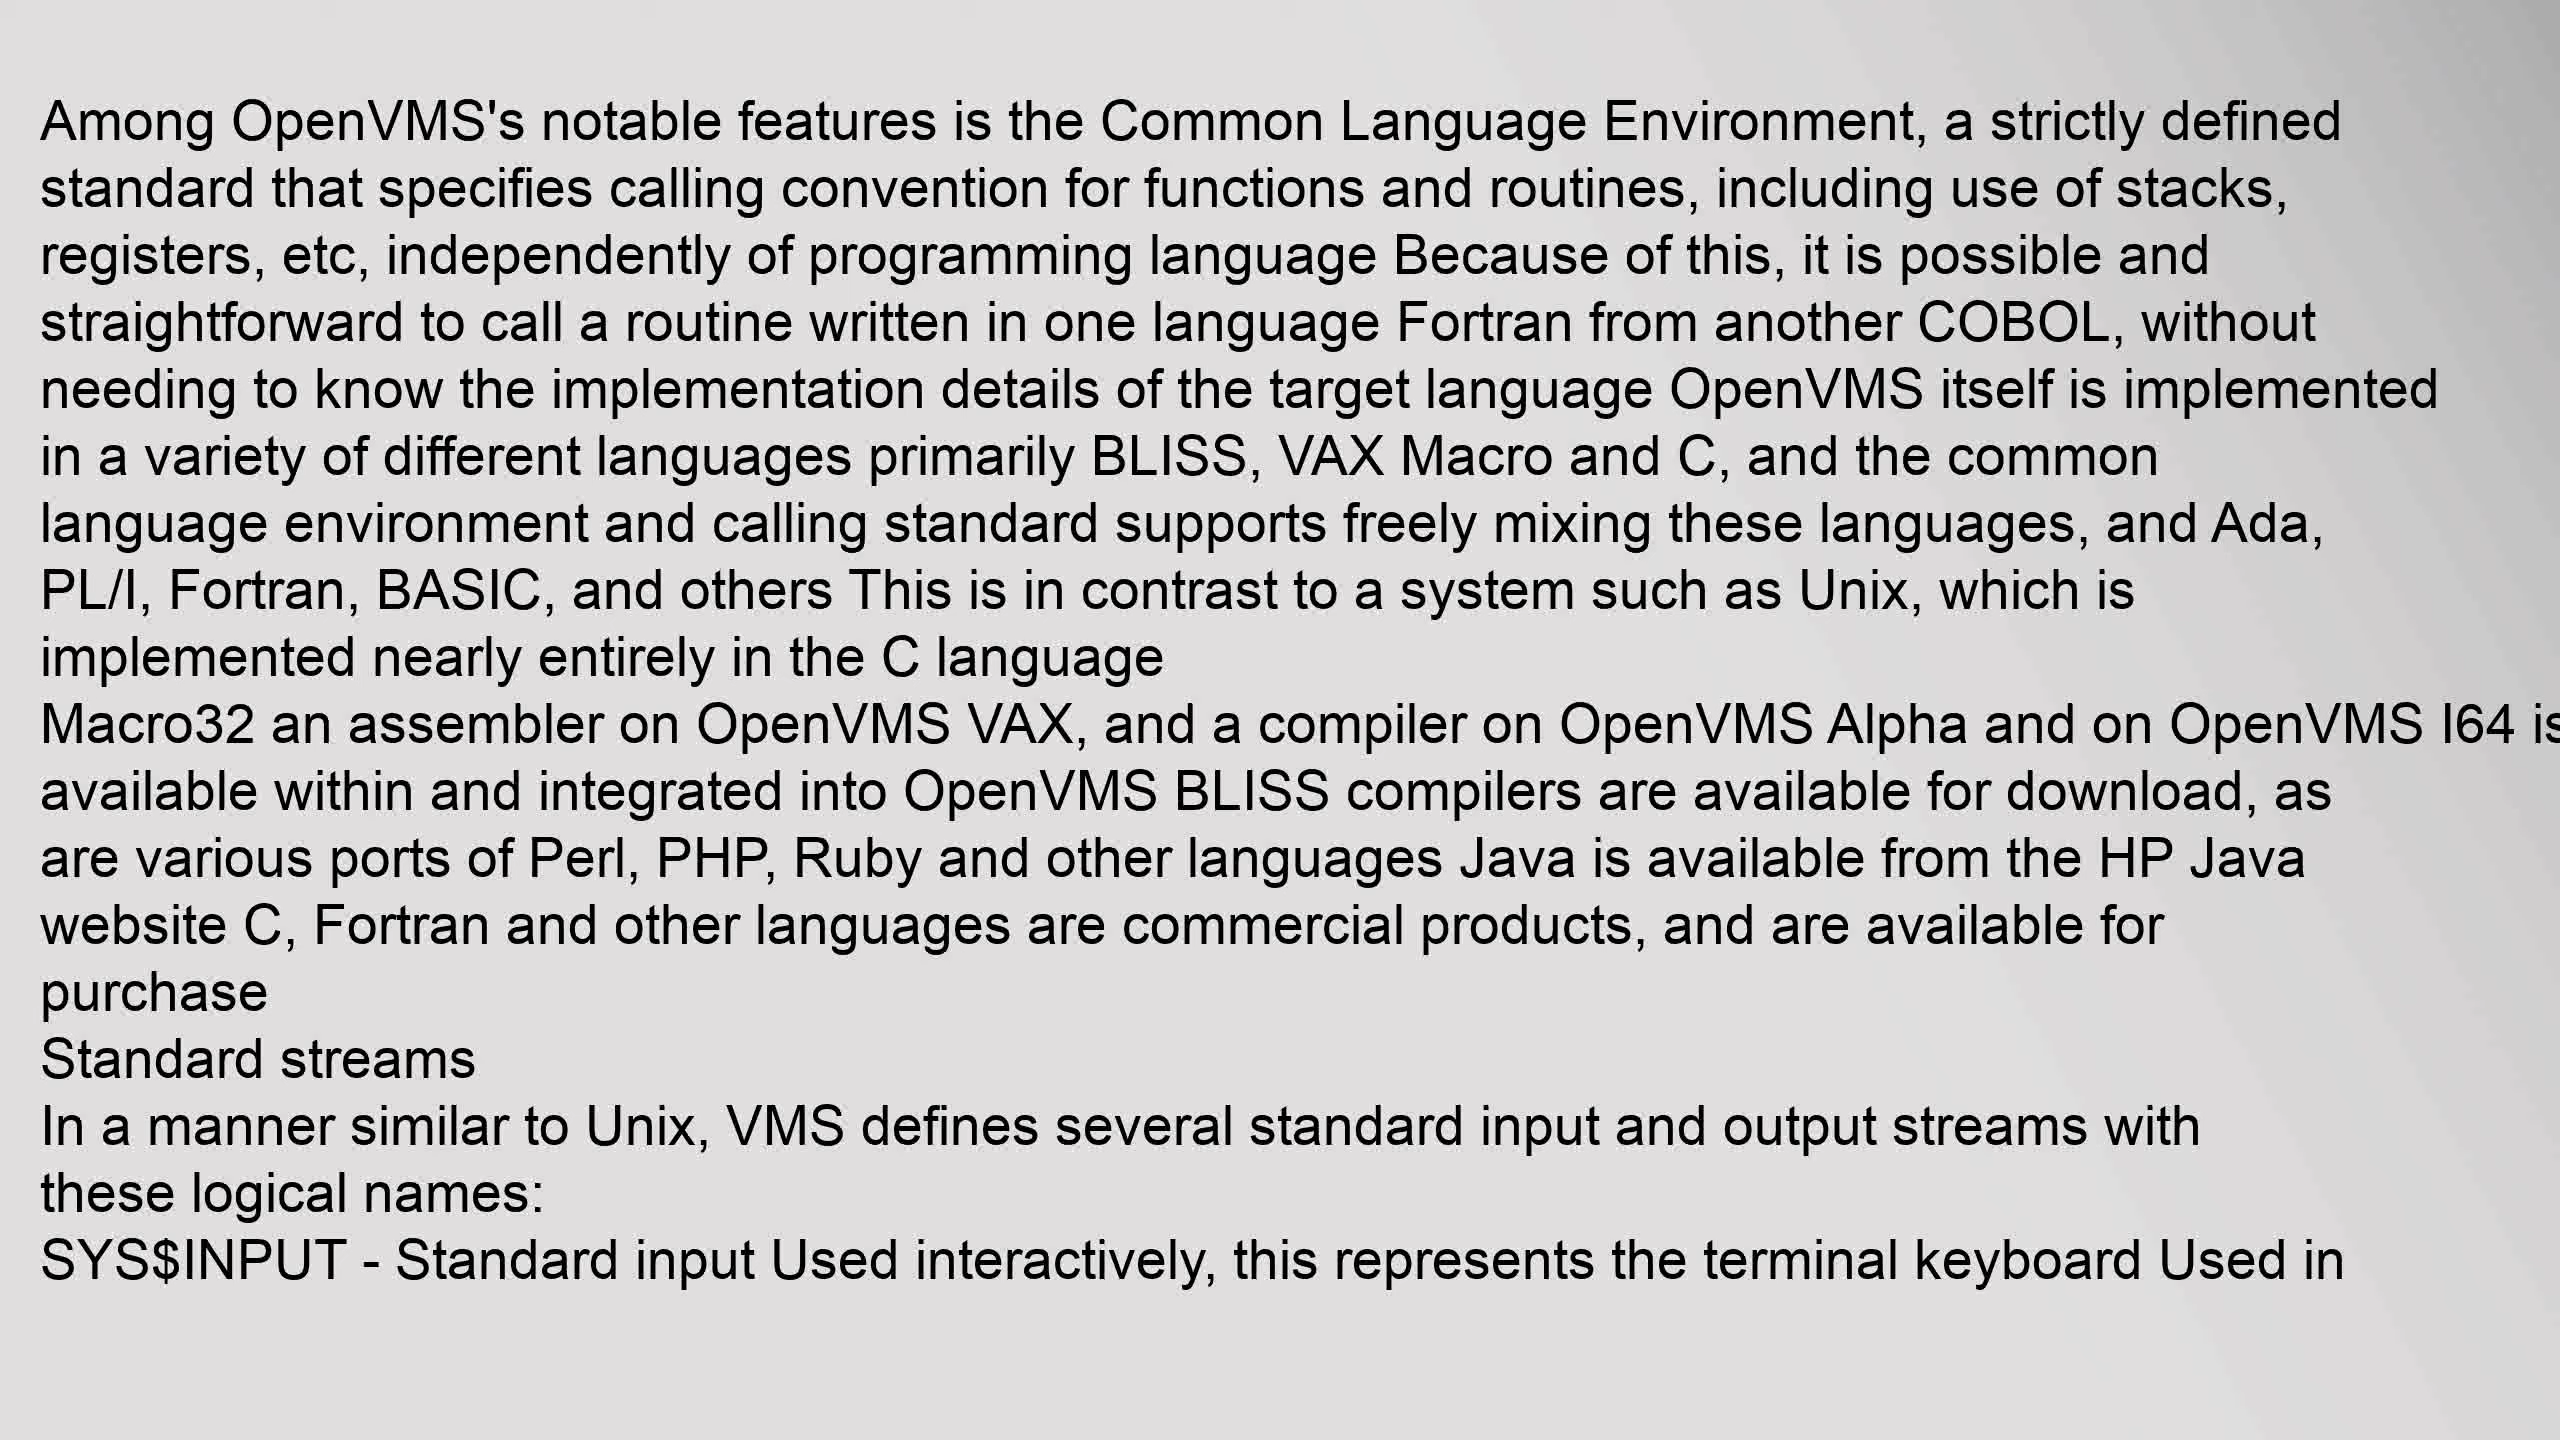 Among OpenVMS's notable features is the Common Language Environment, a strictly defined
standard that specifies calling convention for functions and routines, including use of stacks,
registers, etc, independently of programming language Because of this, it is possible and
straightforward to call a routine written in one language Fortran from another COBOL, without
needing to know the implementation details of the target language OpenVMS itself is implemented
in a variety of different languages primarily BLISS, VAX Macro and C, and the common
language environment and calling standard supports freely mixing these languages, and Ada,
PL/I, Fortran, BASIC, and others This is in contrast to a system such as Unix, which is
implemented nearly entirely in the C language
Macro32 an assembler on OpenVMS VAX, and a compiler on OpenVMS Alpha and on OpenVMS I64 is
available within and integrated into OpenVMS BLISS compilers are available for download, as
are various ports of Perl, PHP, Ruby and other languages Java is available from the HP Java
website C, Fortran and other languages are commercial products, and are available for
purchase
Standard streams
In a manner similar to Unix, VMS defines several standard input and output streams with
these logical names:
SYS$INPUT - Standard input Used interactively, this represents the terminal keyboard Used in